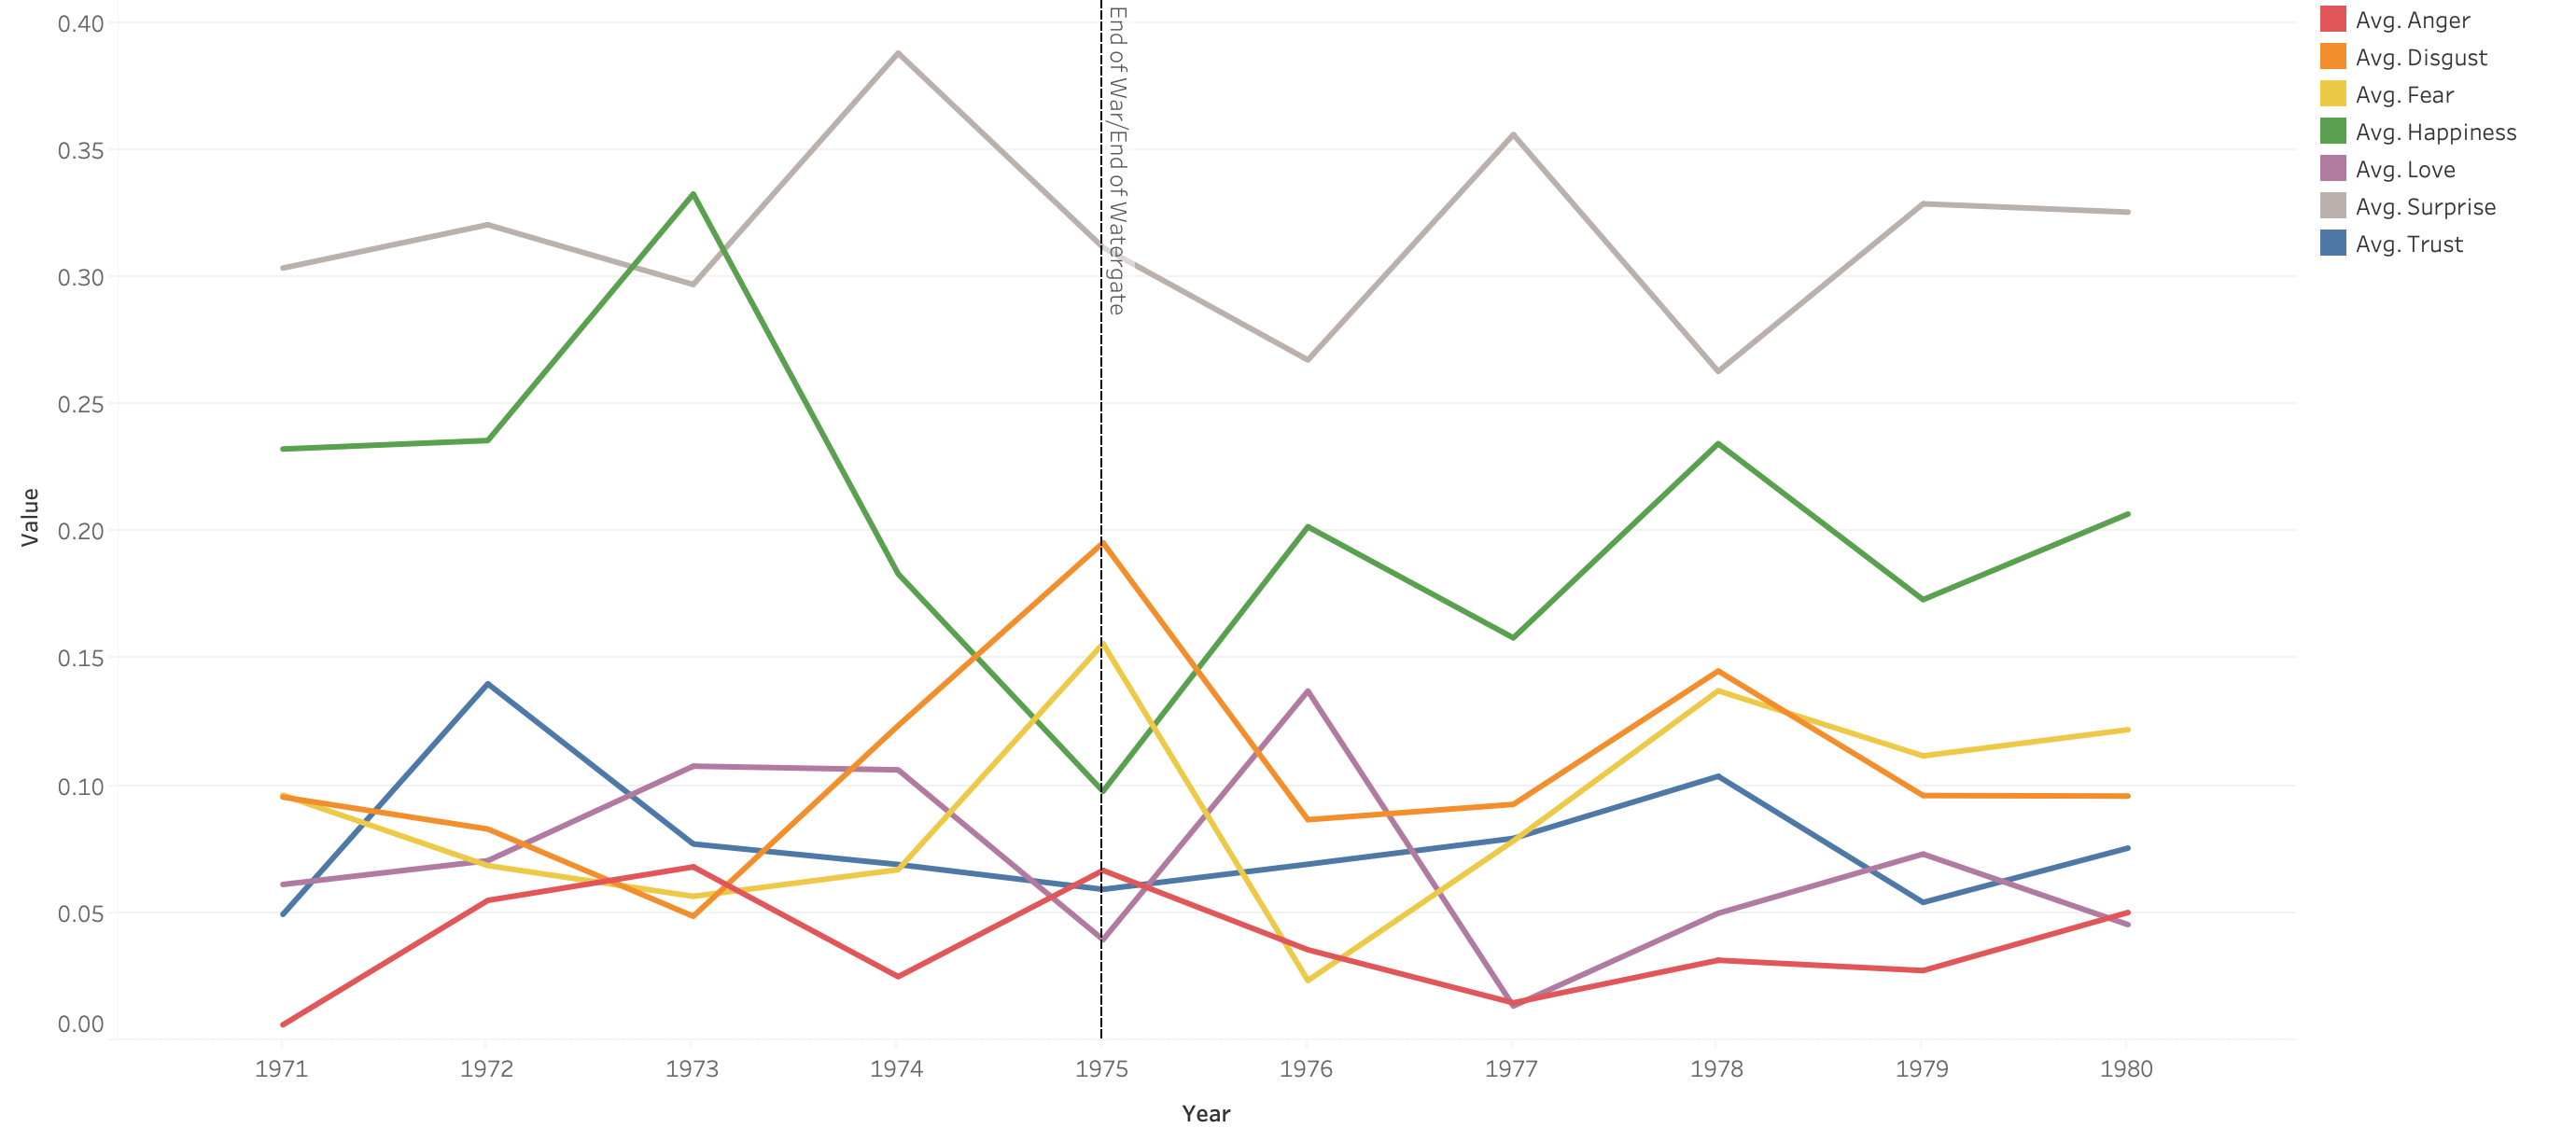 0.40
0.35
0.30
0.25
0.20
0.15
0.10
0.05
0.00
Value
1971 1972 1973 1974 1975 1976 1977 1978 1979 1980
Year
End of War/End of Watergate
Avg. Anger
Avg. Disgust
Avg. Fear
Avg. Happiness
Avg. Love
Avg. Surprise
Avg. Trust